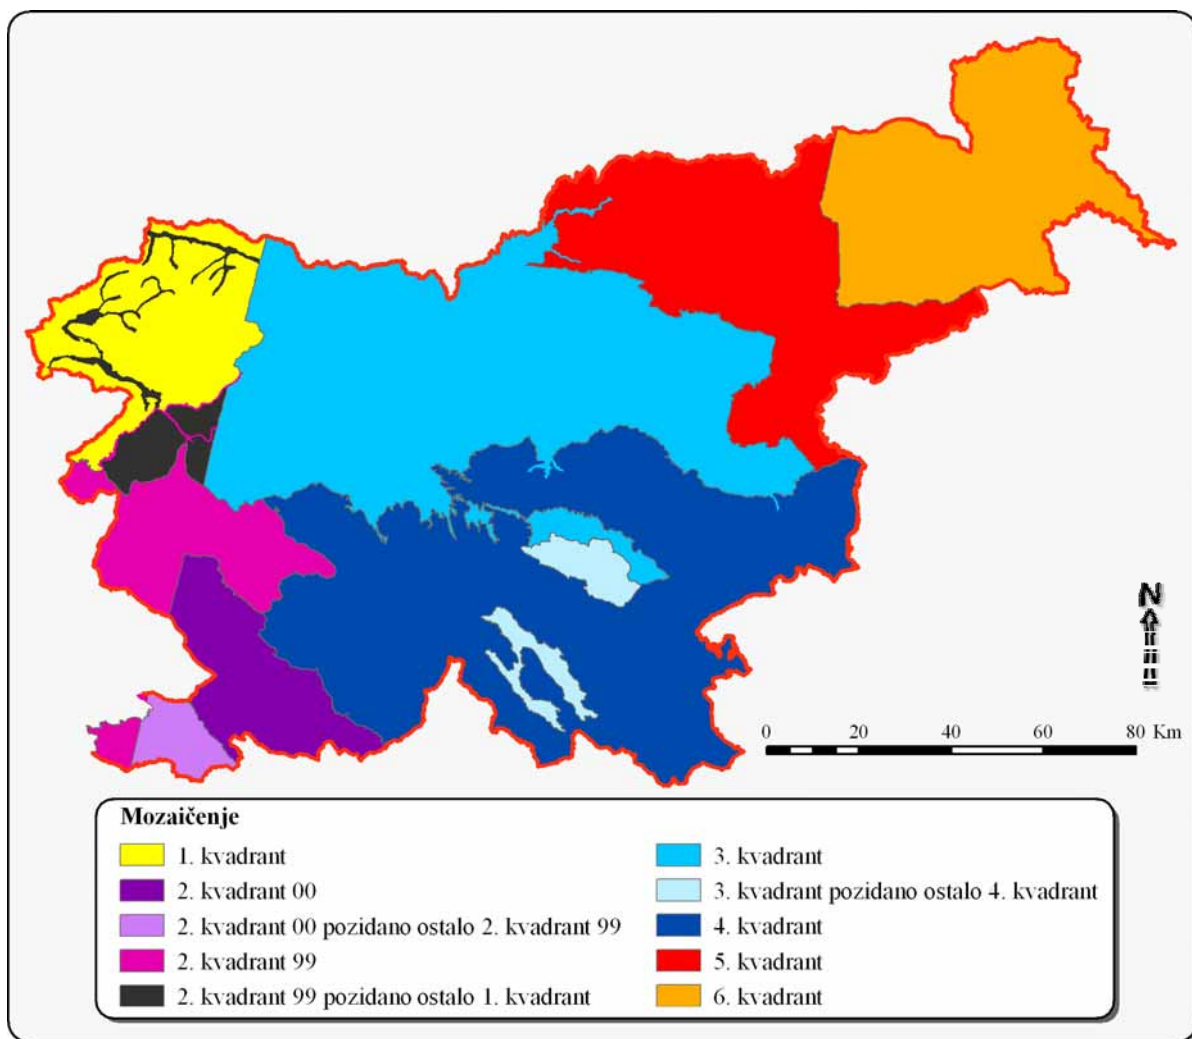 N
0 20 40 60 80 Km
Mozaičenje
1. kvadrant
2. kvadrant 00
2. kvadrant 00 pozidano ostalo 2. kvadrant 99
2. kvadrant 99
2. kvadrant 99 pozidano ostalo 1. kvadrant
3. kvadrant
3. kvadrant pozidano ostalo 4. kvadrant
4. kvadrant
5. kvadrant
6. kvadrant